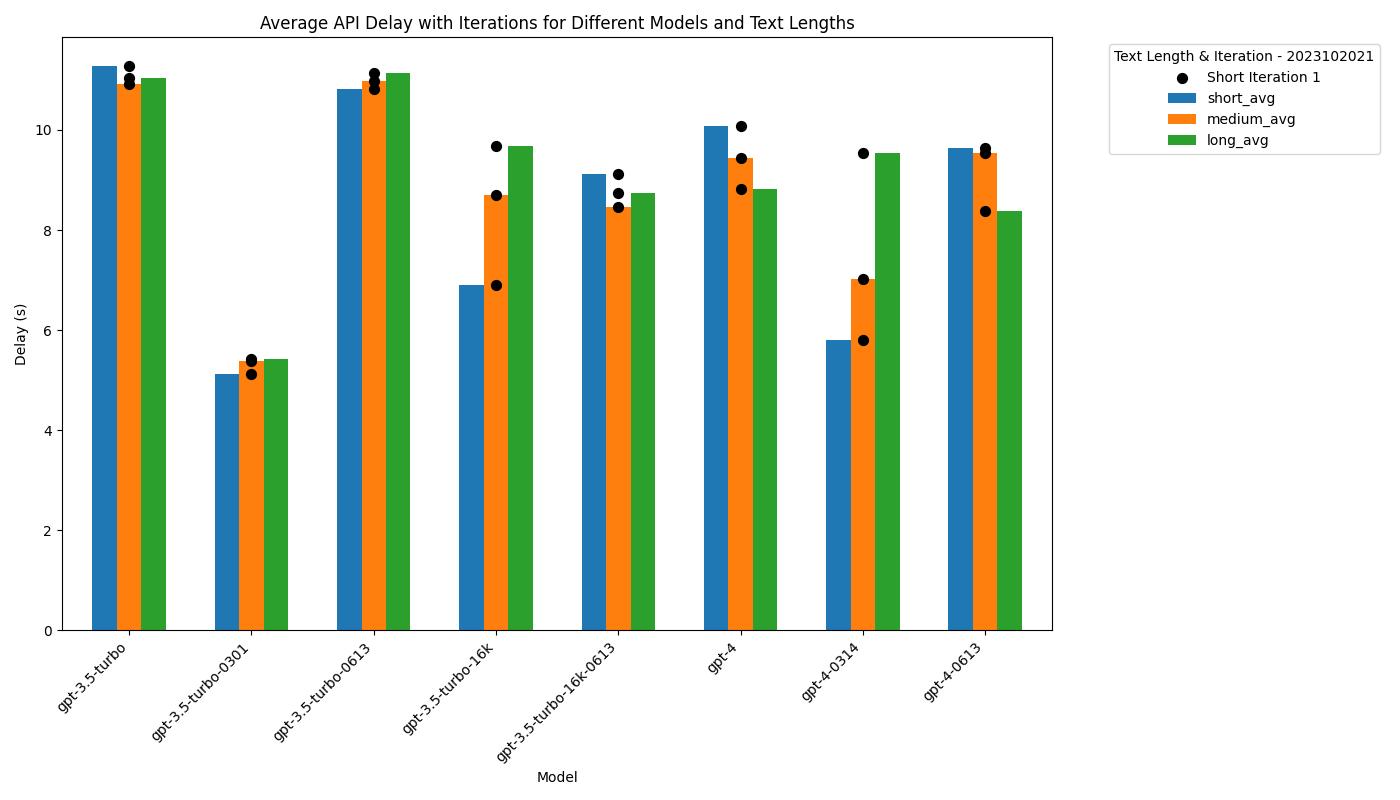 Average API Delay with Iterations for Different Models and Text Lengths
Text Length & Iteration - 2023102021
Short Iteration 1
short_avg
medium_avg
long_avg
Delay (s)
10
8
6
4
2
0
gpt-3.5-turbo
gpt-3.5-turbo-0301
gpt-3.5-turbo-0613
gpt-3.5-turbo-16k
gpt-3.5-turbo-16k-0613
gpt-4
gpt-4-0314
gpt-4-0613
Model